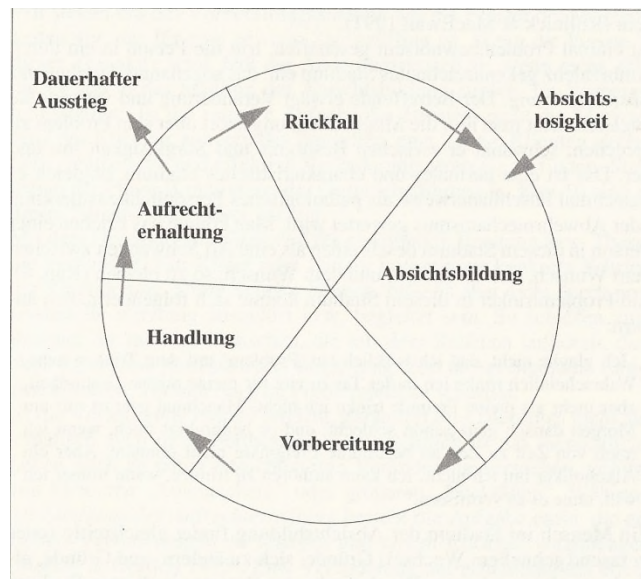 Dauerhafter
Ausstieg
Rückfall
Absichts-
losigkeit
Aufrecht-
erhaltung
Absichtsbildung
Handlung
Vorbereitung